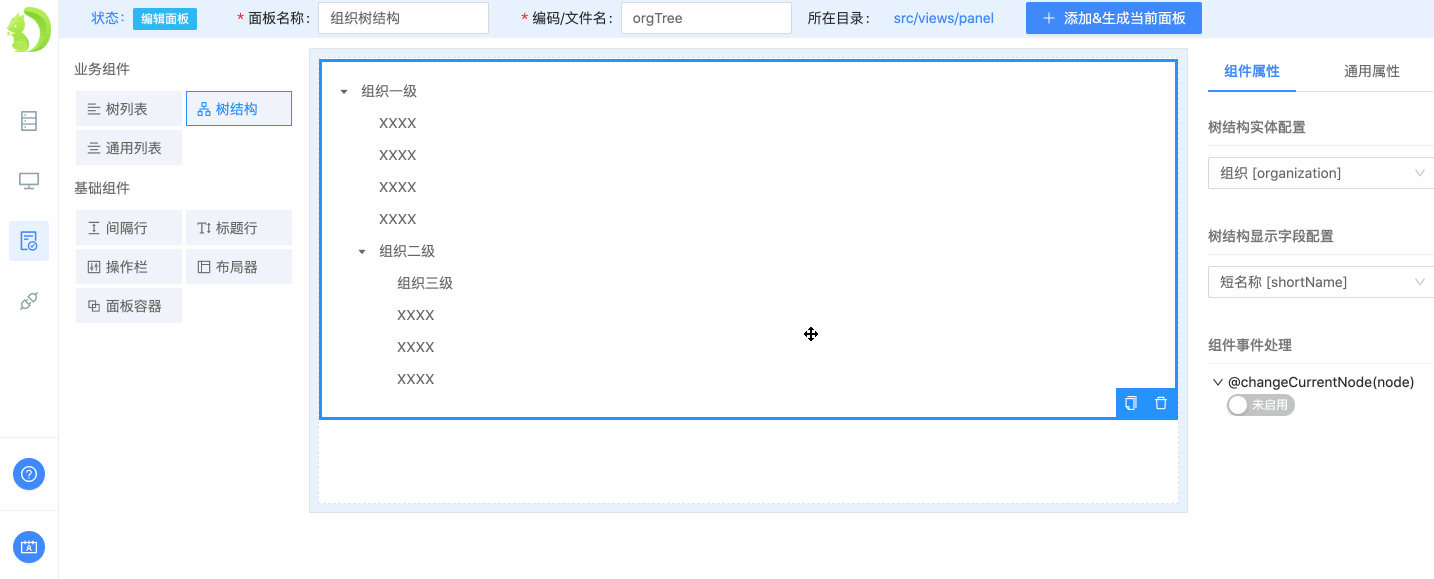 状态： 编辑面板 * 面板名称： 组织树结构 * 编码/文件名： orgTree 所在目录： src/views/panel 添加&生成当前面板
业务组件
树列表 树结构
通用列表
基础组件
间隔行 标题行
操作栏 布局器
面板容器
组织一级
XXXX
XXXX
XXXX
XXXX
组织二级
组织三级
XXXX
XXXX
XXXX
组件属性 通用属性
树结构实体配置
组织 [organization]
树结构显示字段配置
短名称 [shortName]
组件事件处理
@changeCurrentNode(node)
未启用